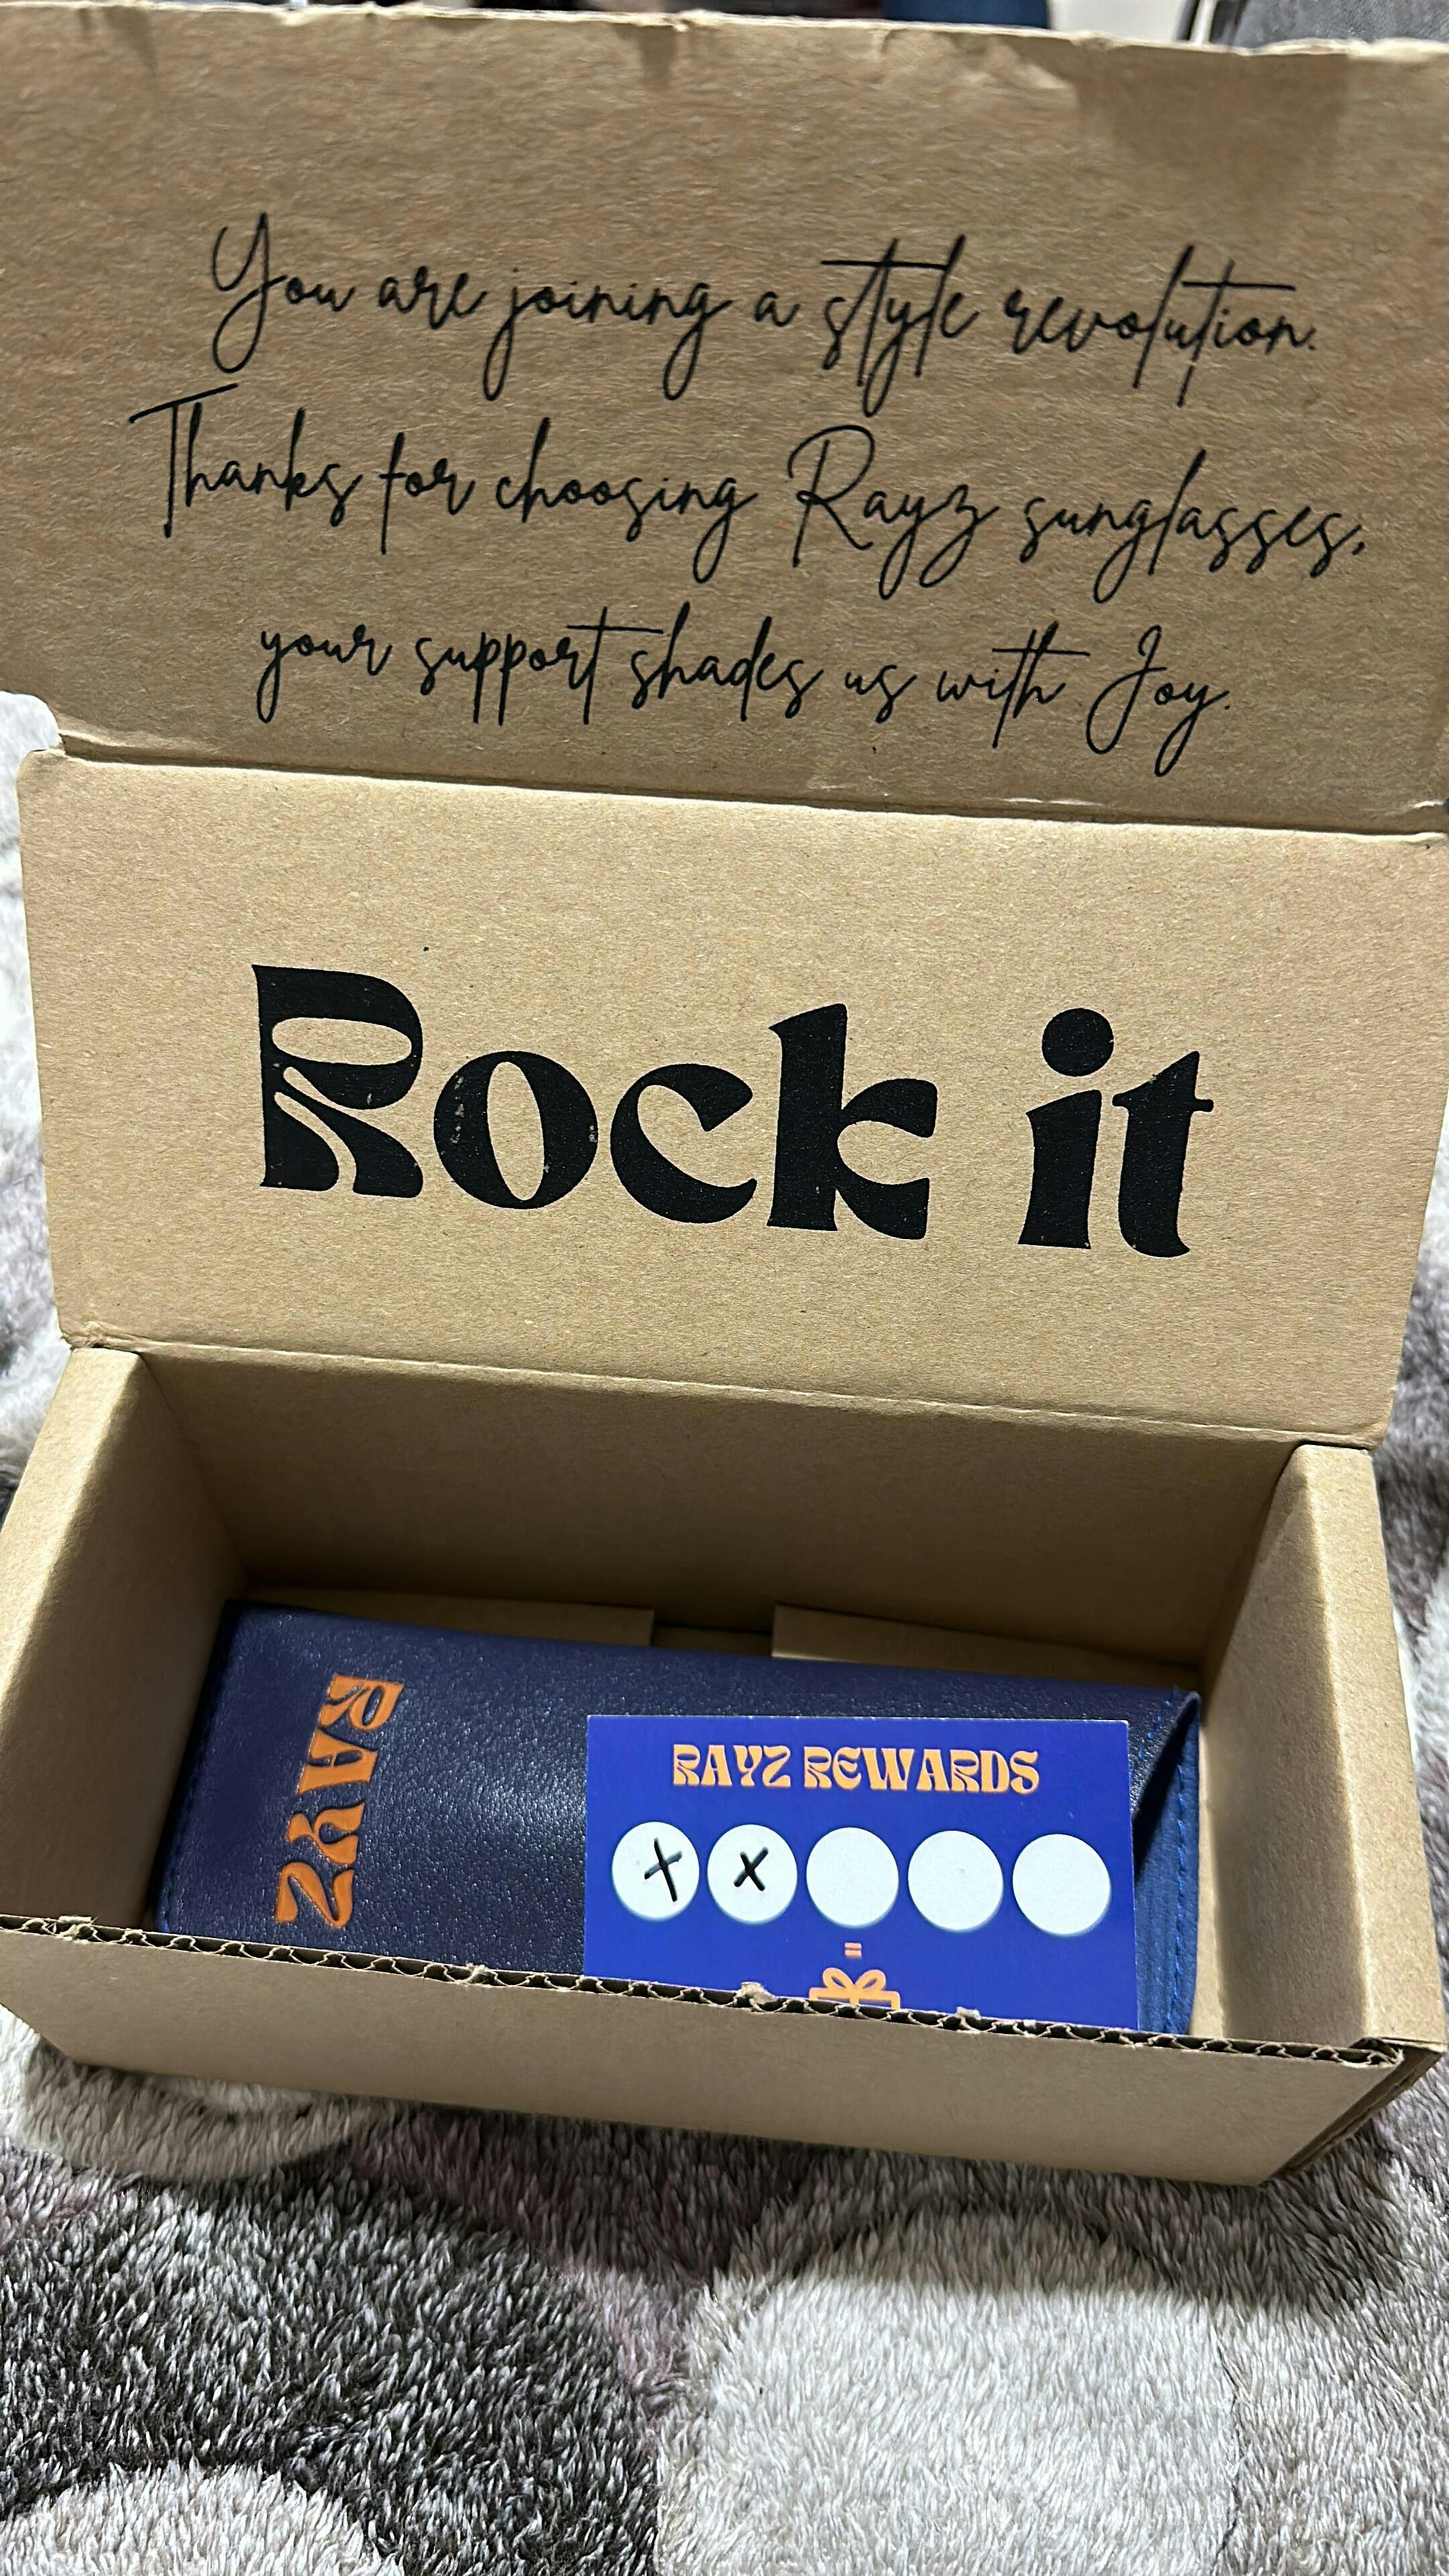 You are joining a style revolution.
Thanks for choosing Rayz sunglasses,
your support shades us with Joy.
Rock it
RAYZ
RAYZ REWARDS
X X
=